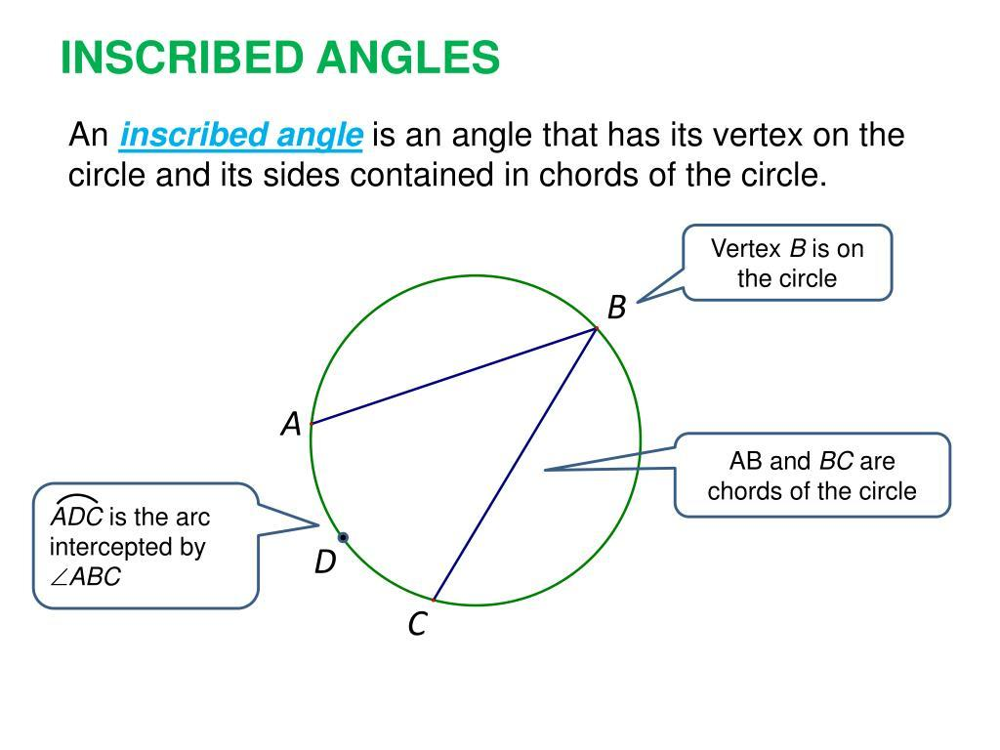 INSCRIBED ANGLES
An inscribed angle is an angle that has its vertex on the
circle and its sides contained in chords of the circle.
Vertex B is on
the circle
B
A
AB and BC are
chords of the circle
ADC is the arc
intercepted by
∠ABC
D
C